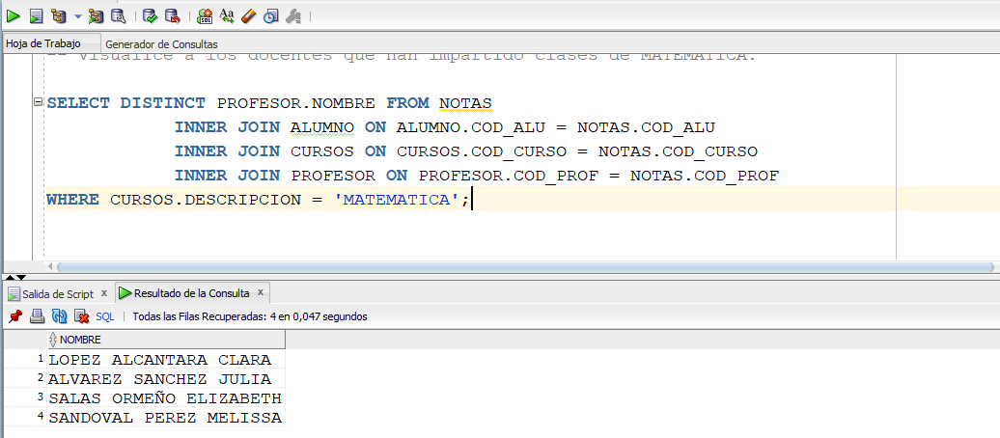 SQL Aa
Hoja de Trabajo Generador de Consultas
-- Visualice a los docentes que han impartido clases de MATEMATICA.
SELECT DISTINCT PROFESOR.NOMBRE FROM NOTAS
INNER JOIN ALUMNO ON ALUMNO.COD_ALU = NOTAS.COD_ALU
INNER JOIN CURSOS ON CURSOS.COD_CURSO = NOTAS.COD_CURSO
INNER JOIN PROFESOR ON PROFESOR.COD_PROF = NOTAS.COD_PROF
WHERE CURSOS.DESCRIPCION = 'MATEMATICA';
Salida de Script x Resultado de la Consulta x
SQL | Todas las Filas Recuperadas: 4 en 0,047 segundos
NOMBRE
1 LOPEZ ALCANTARA CLARA
2 ALVAREZ SANCHEZ JULIA
3 SALAS ORMEÑO ELIZABETH
4 SANDOVAL PEREZ MELISSA